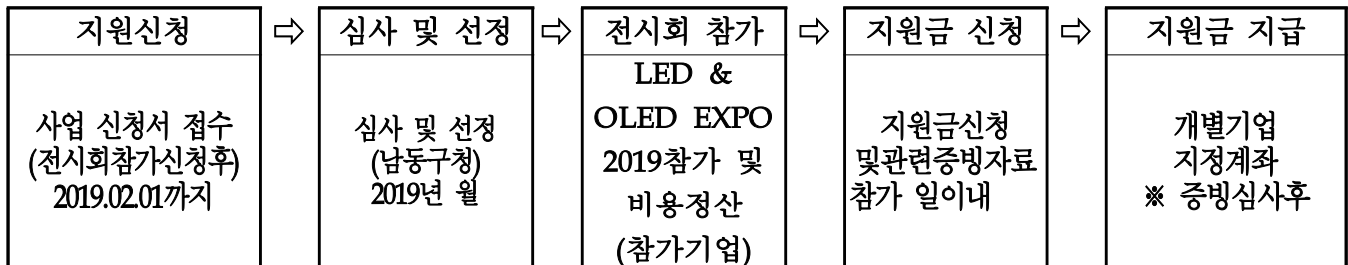 지원신청 ⇨ 심사 및 선정 ⇨ 전시회 참가 ⇨ 지원금 신청 ⇨ 지원금 지급
사업 신청서 접수
(전시회참가신청후)
2019.02.01까지
심사 및 선정
(남동구청)
2019년 월
LED &
OLED EXPO
2019참가 및
비용정산
(참가기업)
지원금신청
및관련증빙자료
참가 일이내
개별기업
지정계좌
※ 증빙심사후